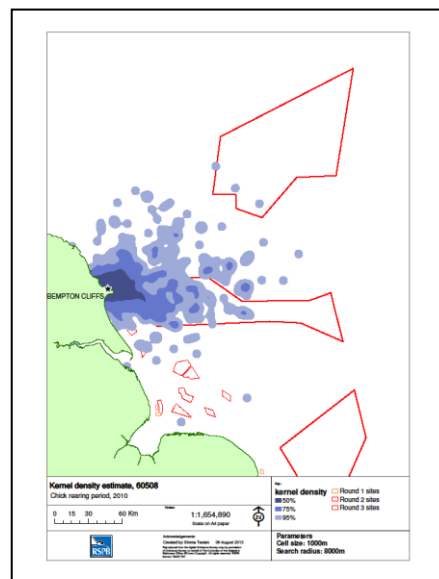 BEMPTON CLIFFS
Kernel density estimate, 60508
Chick rearing period, 2010
0 15 30 60 Km
Notes
1:1,654,890
Scale on A4 paper
N
Key
kernel density
50%
75%
95%
Round 1 sites
Round 2 sites
Round 3 sites
RSPB
Acknowledgements
Parameters
Cell size: 1000m
Search radius: 8000m